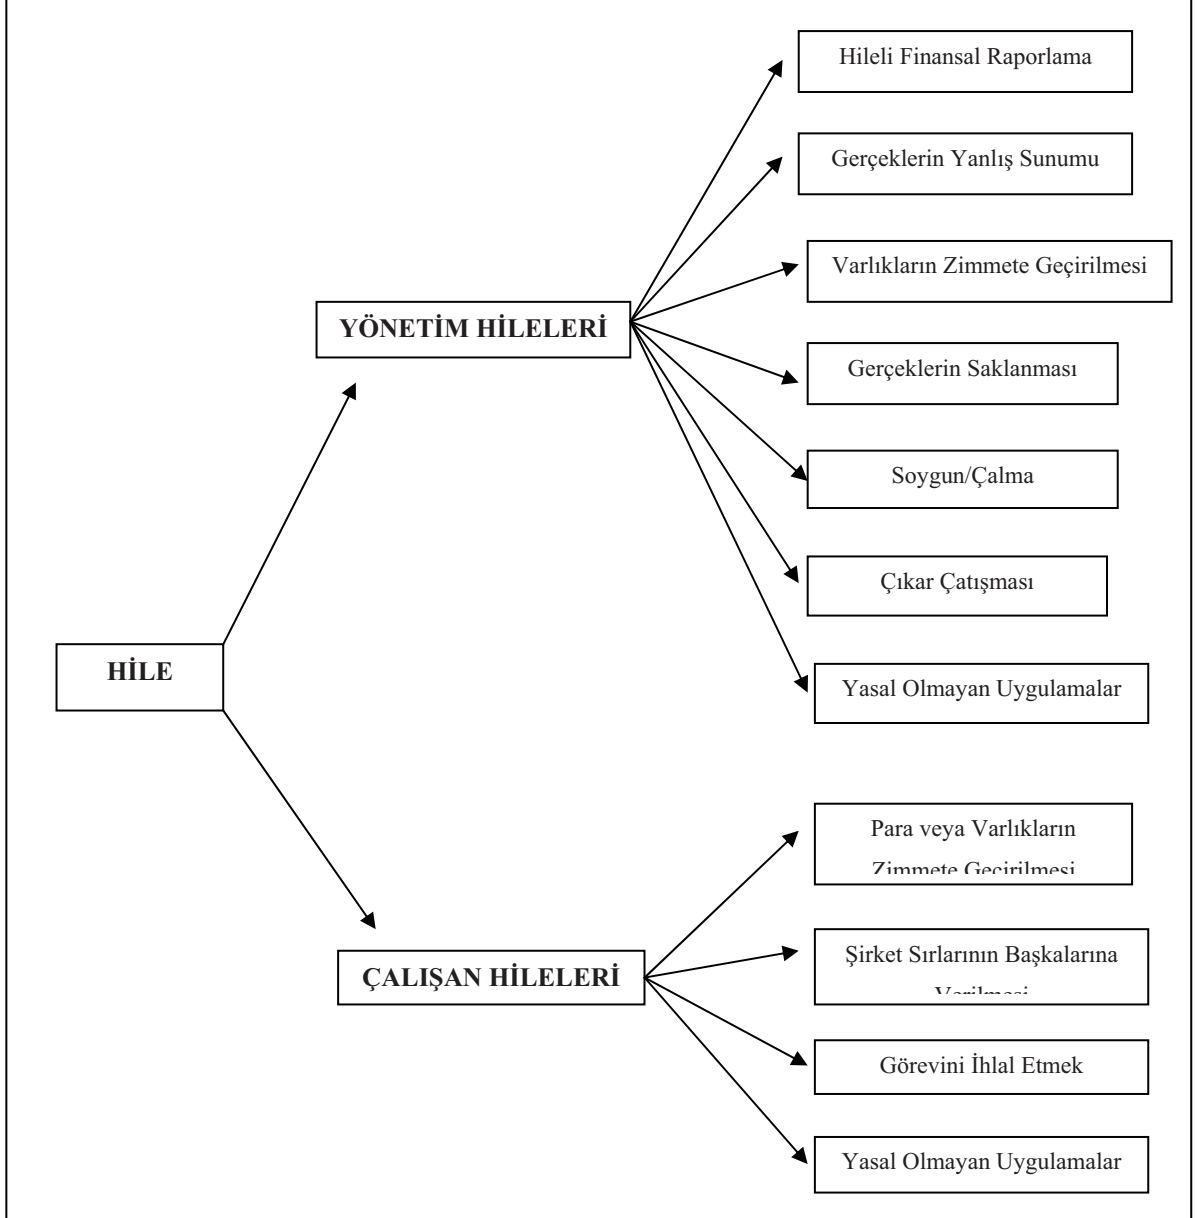 Hileli Finansal Raporlama
Gerçeklerin Yanlış Sunumu
Varlıkların Zimmete Geçirilmesi
YÖNETİM HİLELERİ
Gerçeklerin Saklanması
Soygun/Çalma
Çıkar Çatışması
HİLE
Yasal Olmayan Uygulamalar
Para veya Varlıkların
Zimmete Geçirilmesi
Şirket Sırlarının Başkalarına
Verilmesi
ÇALIŞAN HİLELERİ
Görevini İhlal Etmek
Yasal Olmayan Uygulamalar